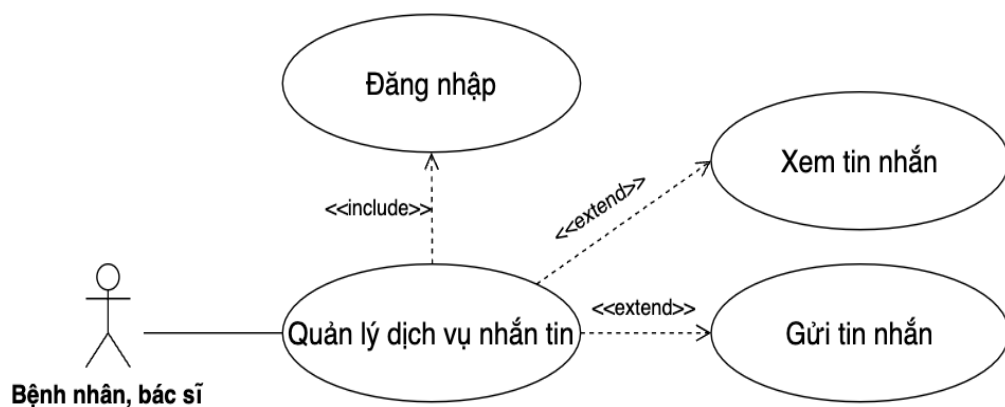 Đăng nhập
Xem tin nhắn
<<include>>
<<extend>>
Quản lý dịch vụ nhắn tin
<<extend>>
Gửi tin nhắn
Bệnh nhân, bác sĩ